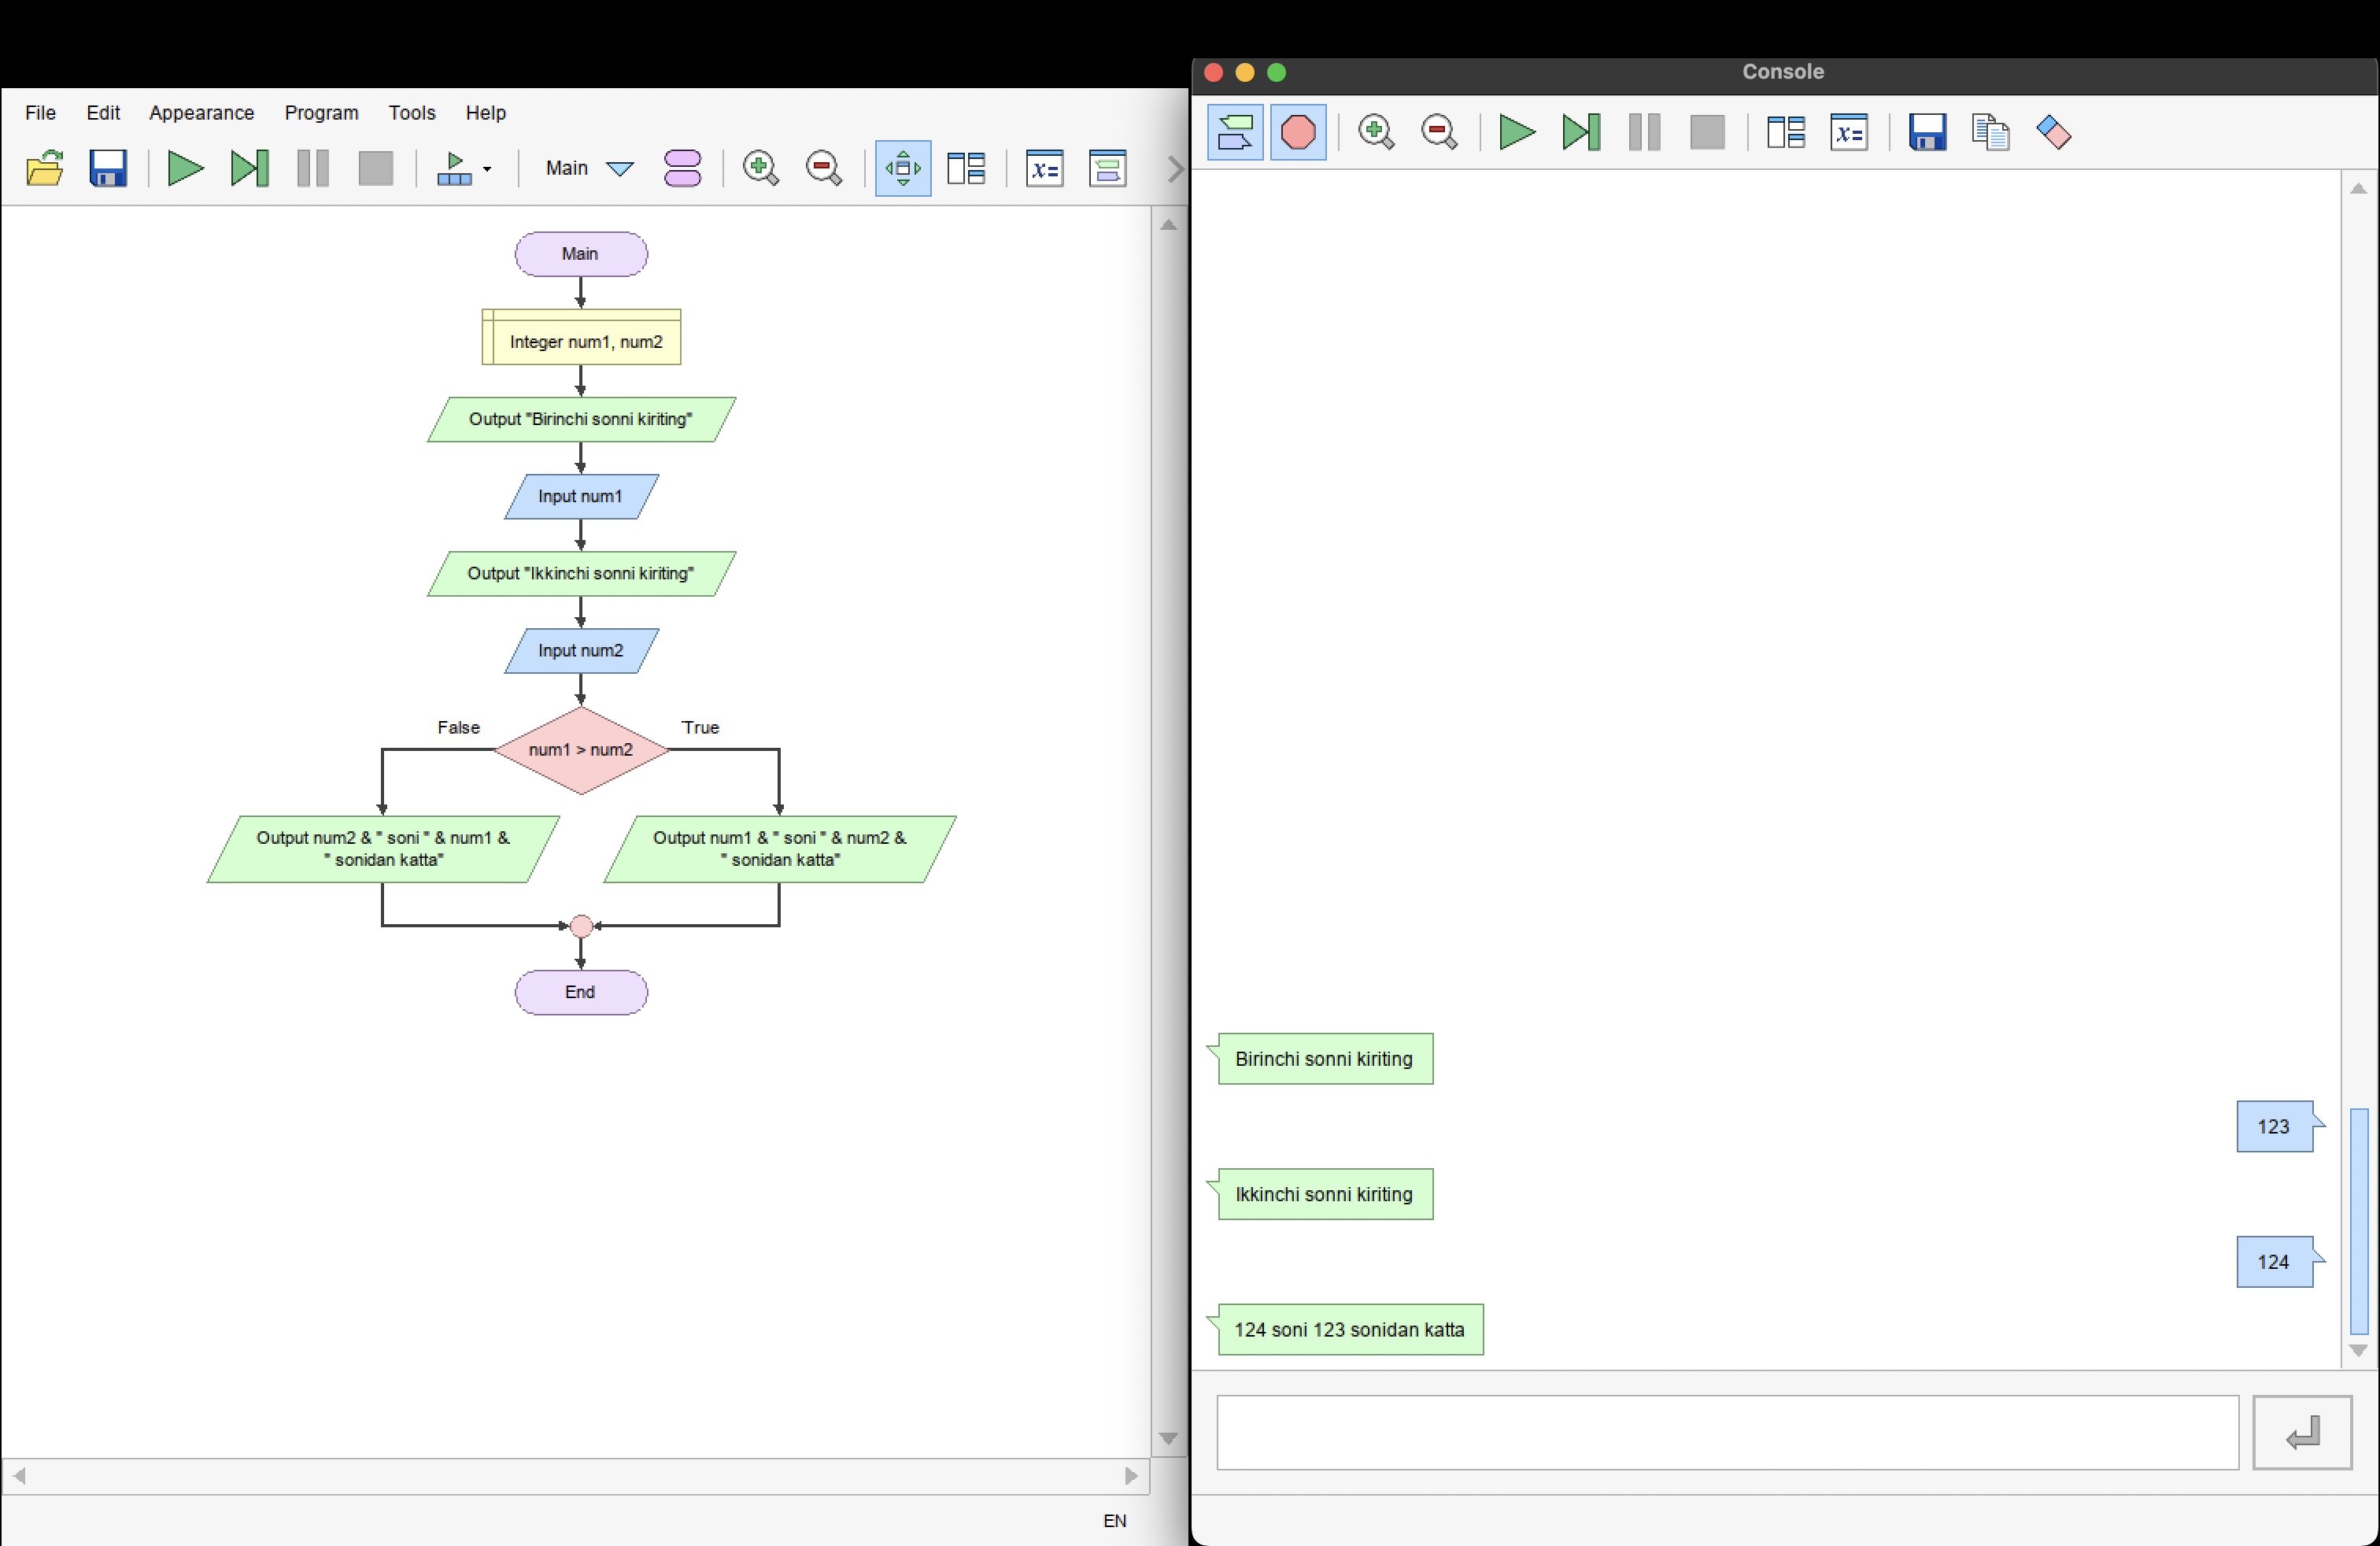 File Edit Appearance Program Tools Help
Main
Main
Integer num1, num2
Output "Birinchi sonni kiriting"
Input num1
Output "Ikkinchi sonni kiriting"
Input num2
False
True
num1 > num2
Output num2 & " soni " & num1 &
" sonidan katta"
Output num1 & " soni " & num2 &
" sonidan katta"
End
EN
Console
x=
x=
Birinchi sonni kiriting
123
Ikkinchi sonni kiriting
124
124 soni 123 sonidan katta